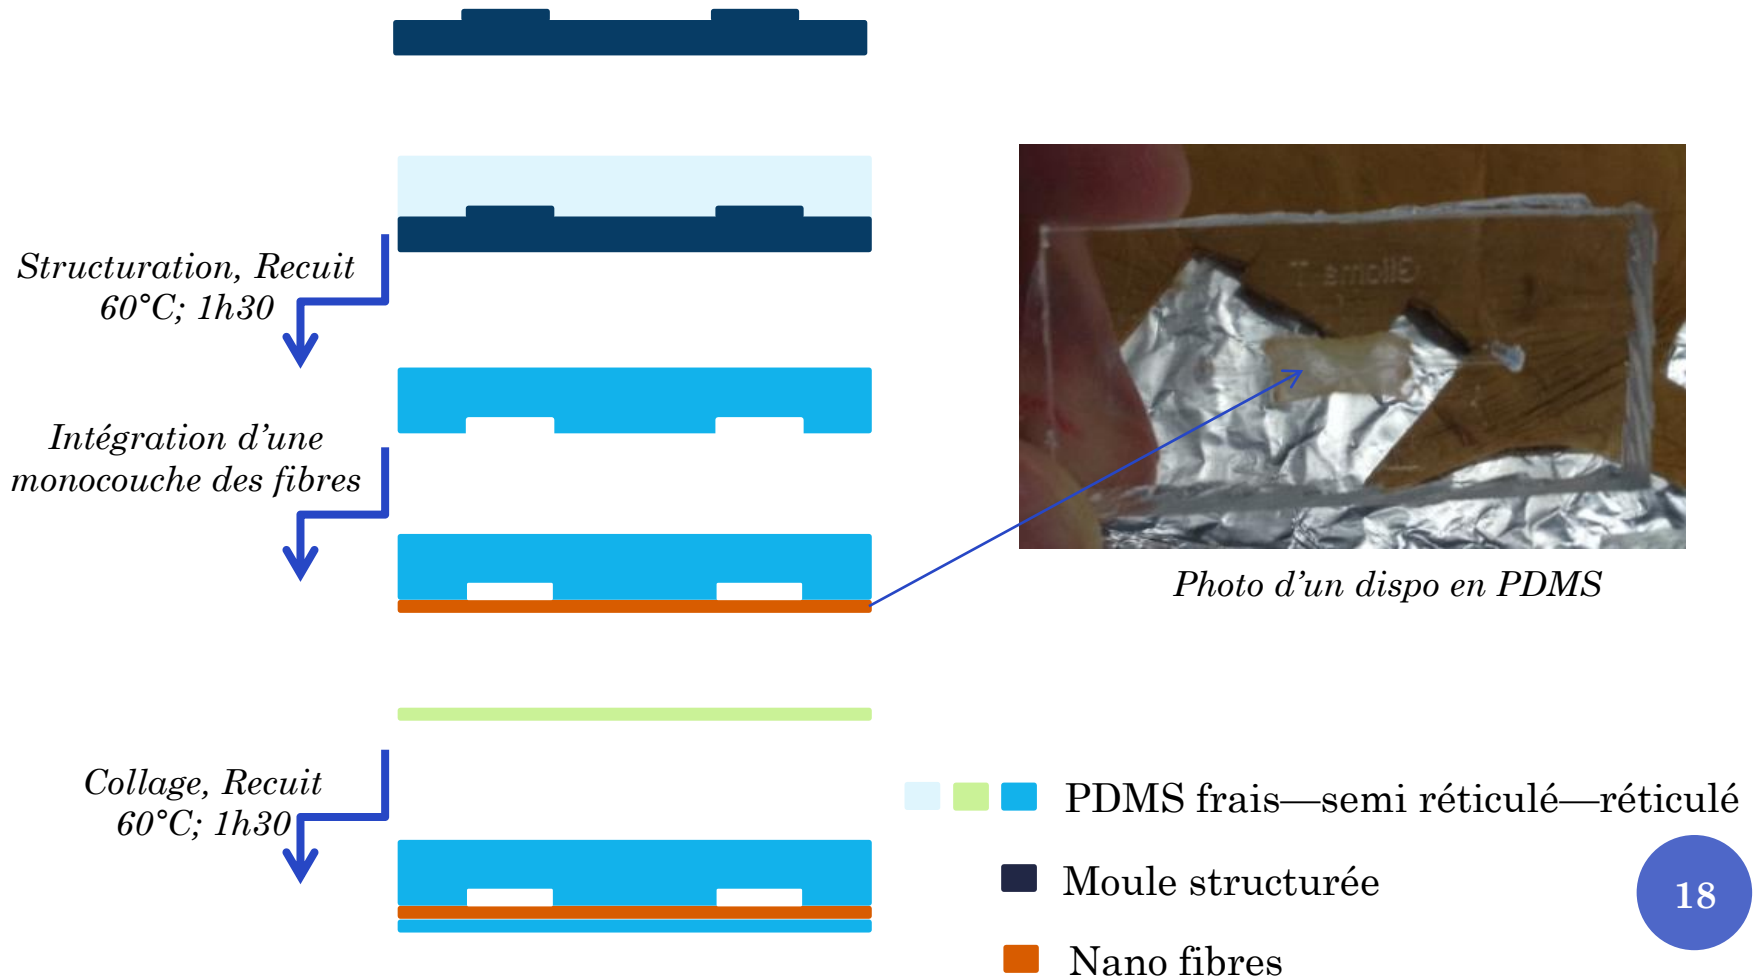 Structuration, Recuit
60°C; 1h30
Intégration d'une
monocouche des fibres
Photo d'un dispo en PDMS
Collage, Recuit
60°C; 1h30
PDMS frais—semi réticulé—réticulé
Moule structurée
18
Nano fibres